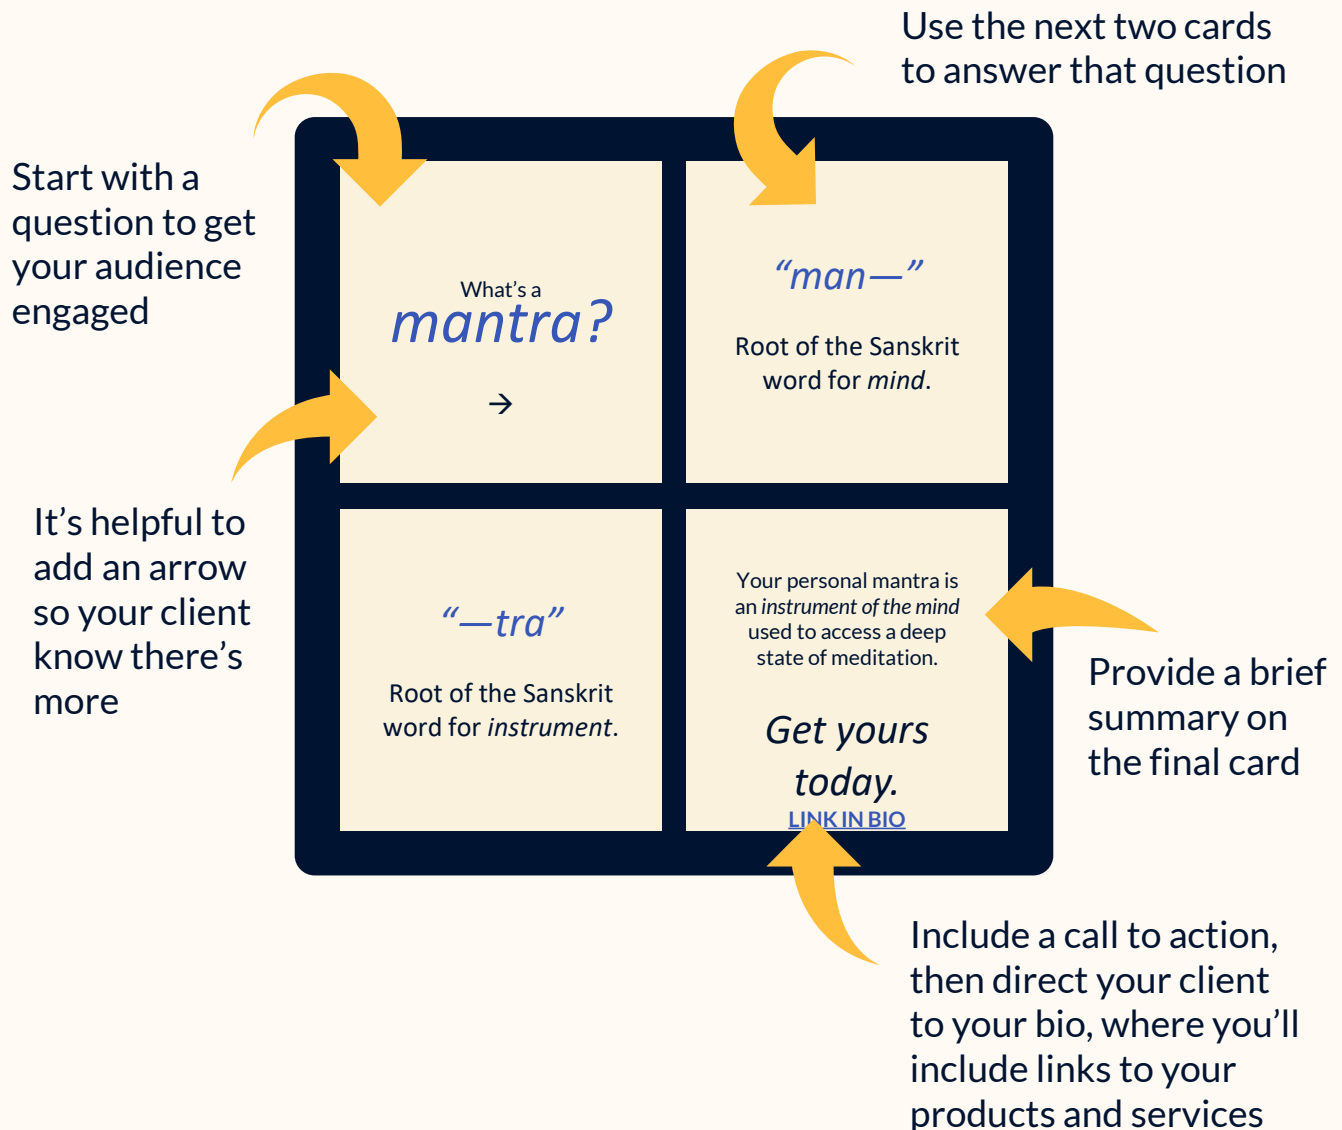 Use the next two cards
to answer that question
Start with a
question to get
your audience
engaged
What’s a
mantra?
→
“man—”
Root of the Sanskrit
word for mind.
It’s helpful to
add an arrow
so your client
know there’s
more
“—tra”
Root of the Sanskrit
word for instrument.
Your personal mantra is
an instrument of the mind
used to access a deep
state of meditation.
Get yours
today.
LINK IN BIO
Provide a brief
summary on
the final card
Include a call to action,
then direct your client
to your bio, where you’ll
include links to your
products and services